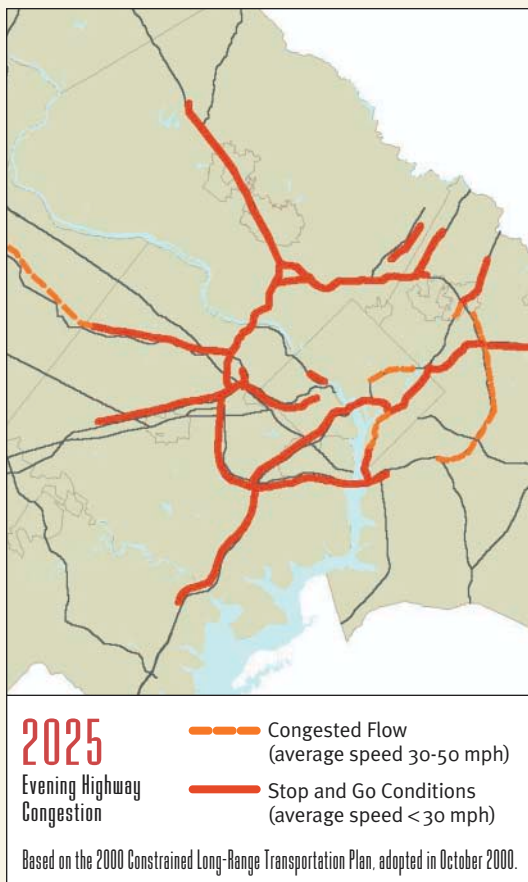 2025
Evening Highway
Congestion
Congested Flow
(average speed 30-50 mph)
Stop and Go Conditions
(average speed <30 mph)
Based on the 2000 Constrained Long-Range Transportation Plan, adopted in October 2000.